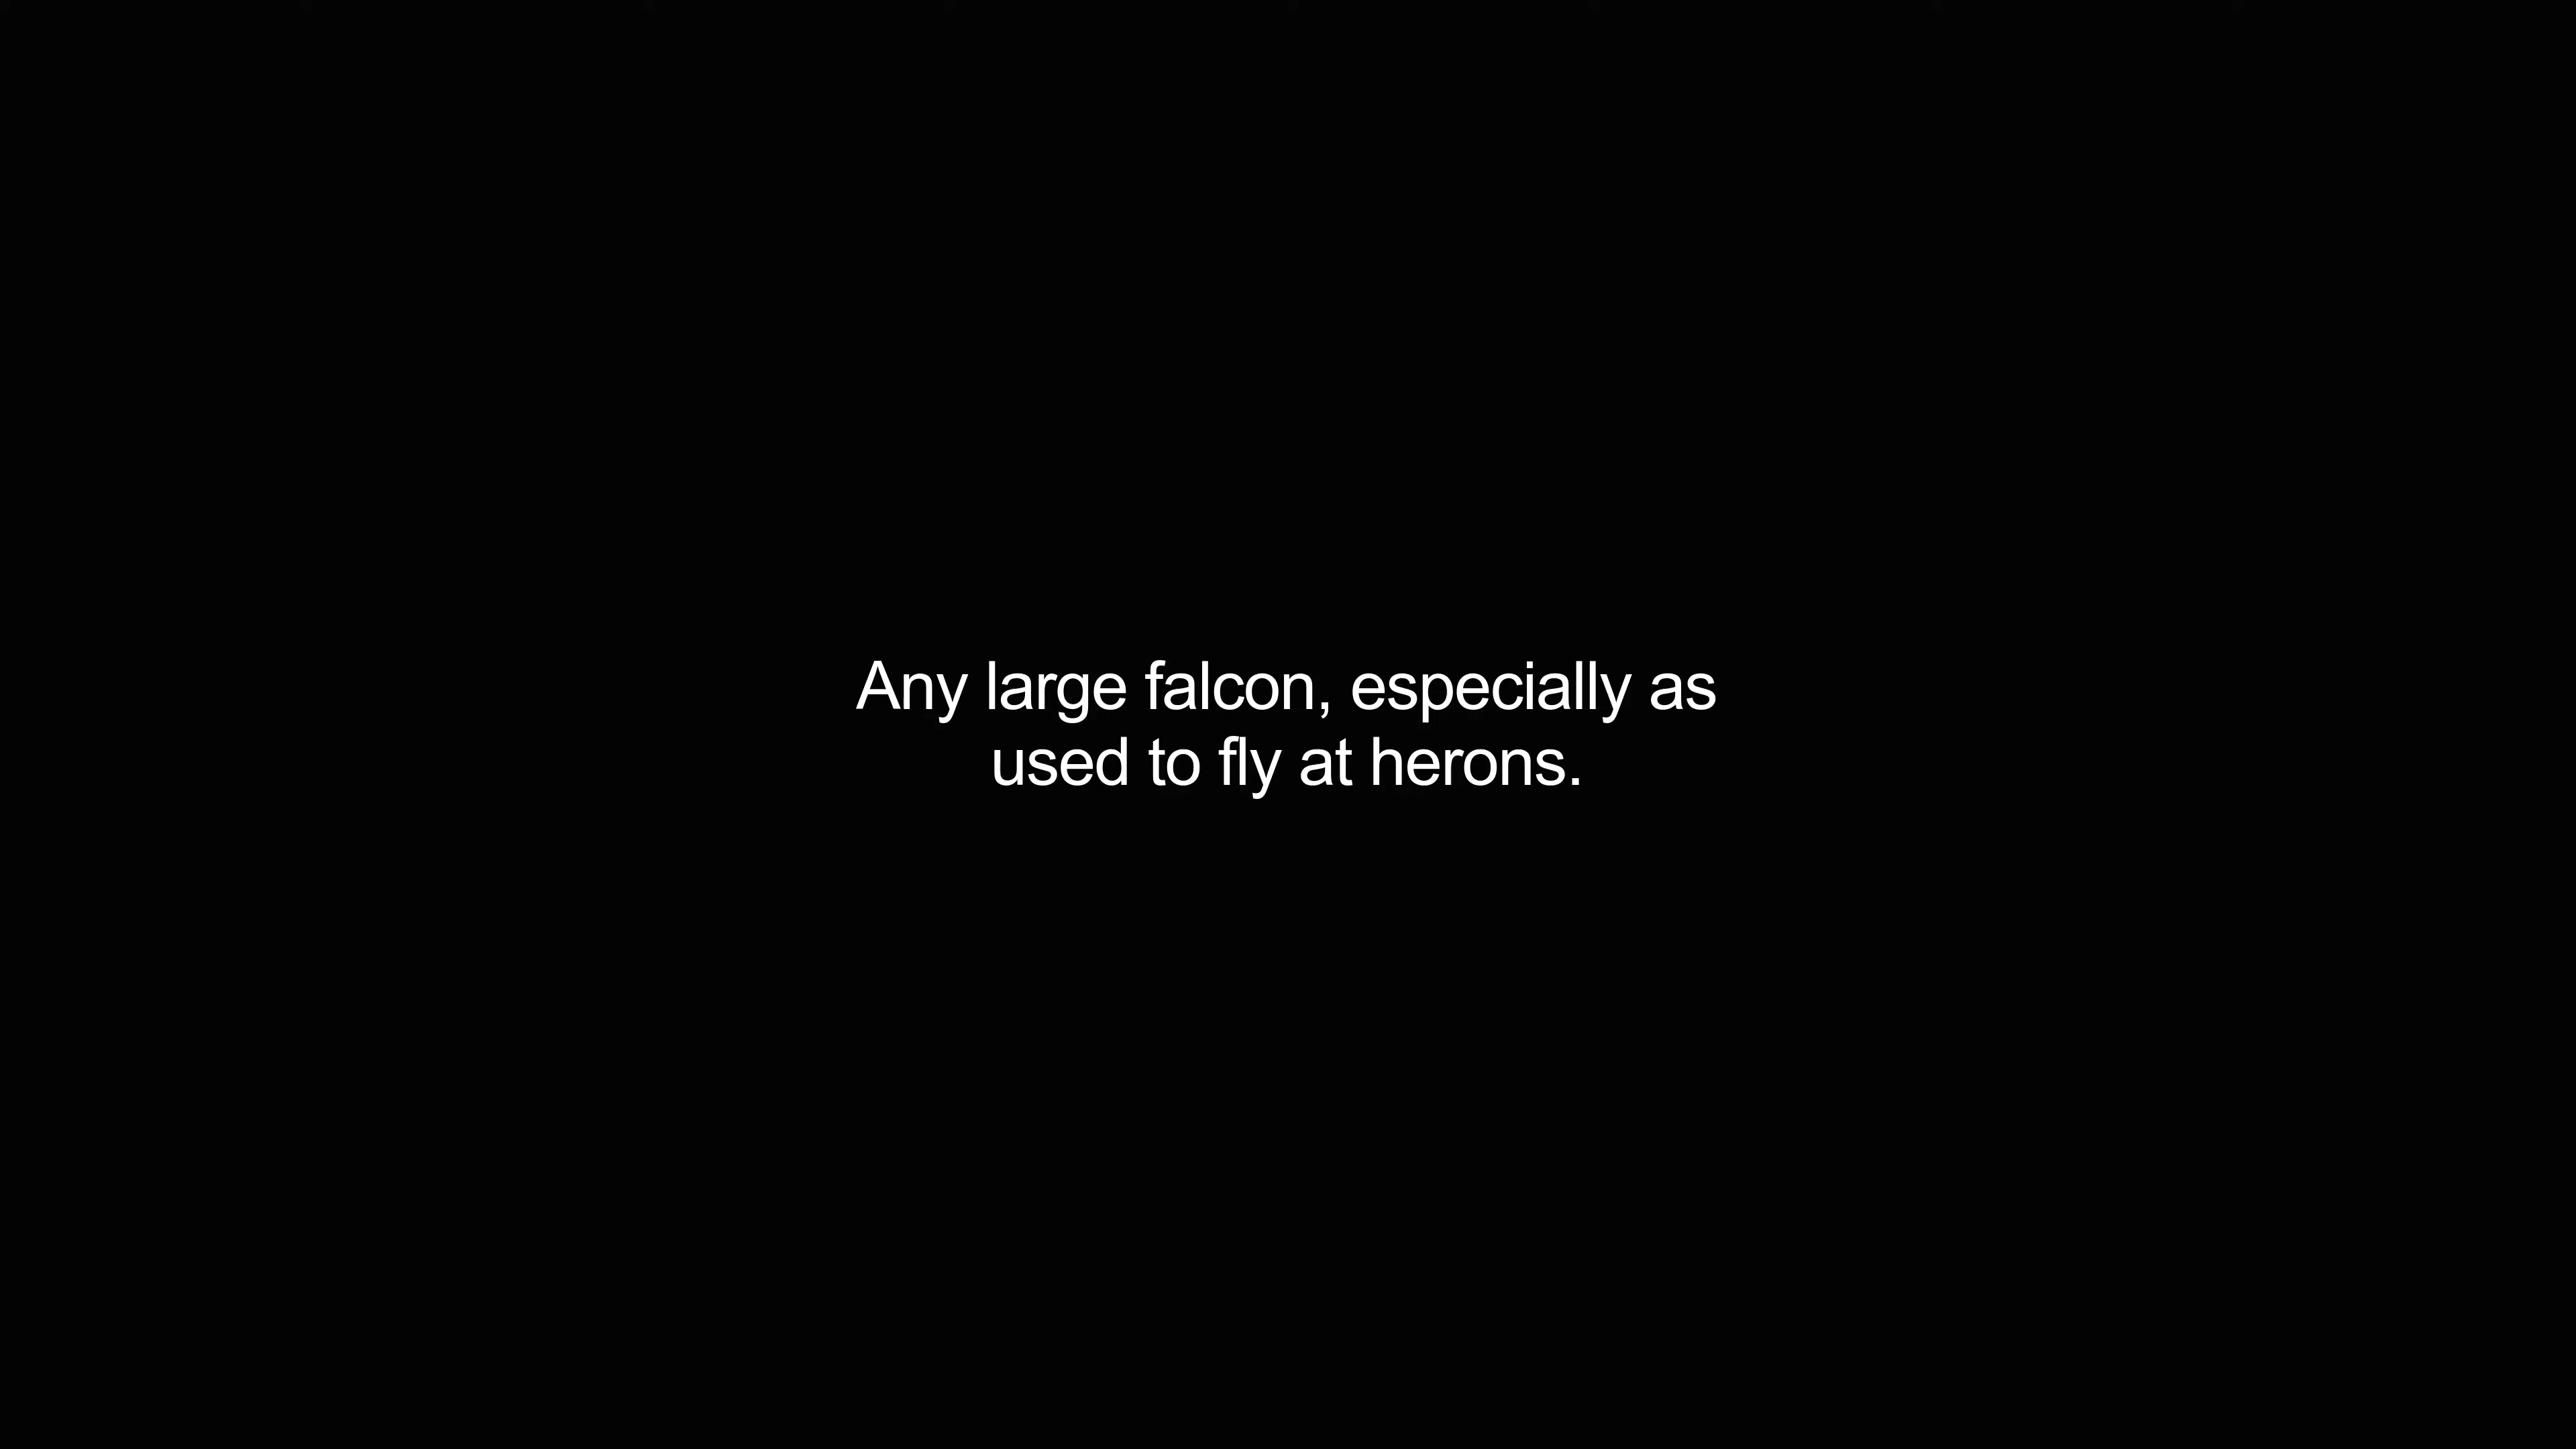 Any large falcon, especially as
used to fly at herons.